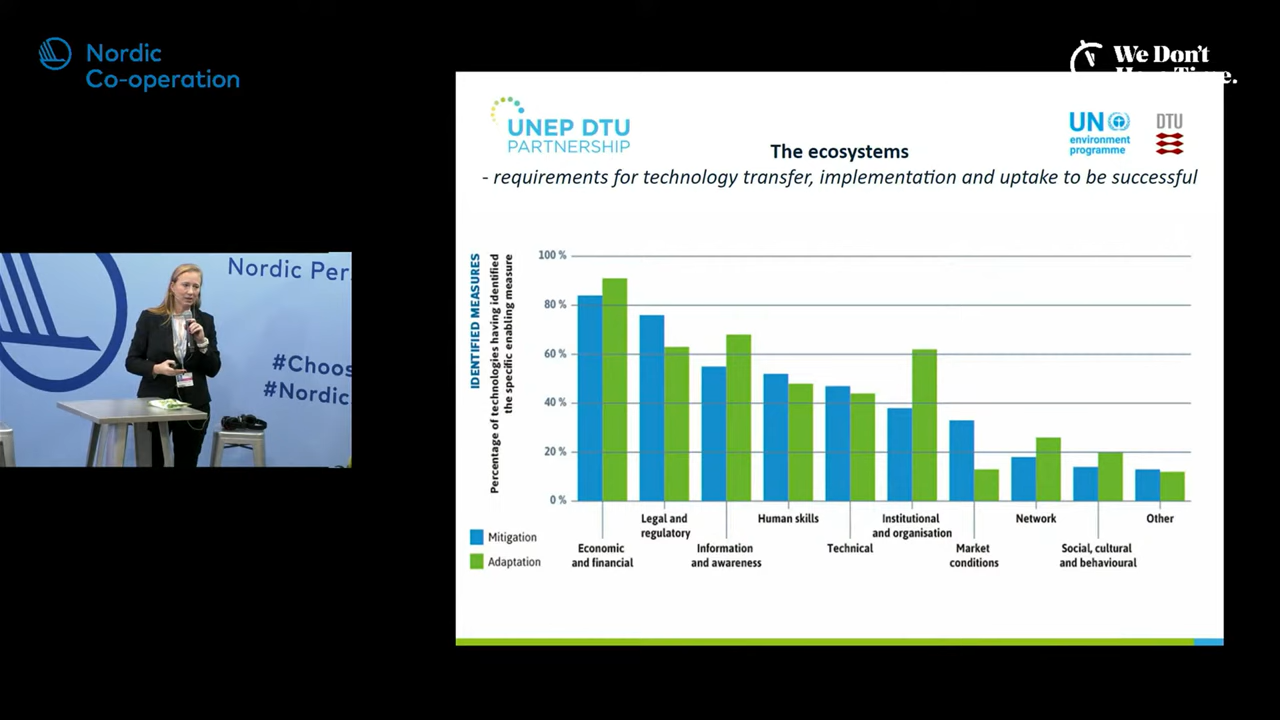 Nordic
Co-operation
We Don't
Time.
UNEP DTU
PARTNERSHIP
UN
environment
programme
DTU
The ecosystems
- requirements for technology transfer, implementation and uptake to be successful
IDENTIFIED MEASURES
Percentage of technologies having identified
the specific enabling measure
100 %
80 %
60 %
40 %
20 %
0 %
Mitigation
Adaptation
Economic
and financial
Legal and
regulatory
Information
and awareness
Human skills
Technical
Institutional
and organisation
Market
conditions
Network
Social, cultural
and behavioural
Other
Nordic Per
#Choos
#Nordic